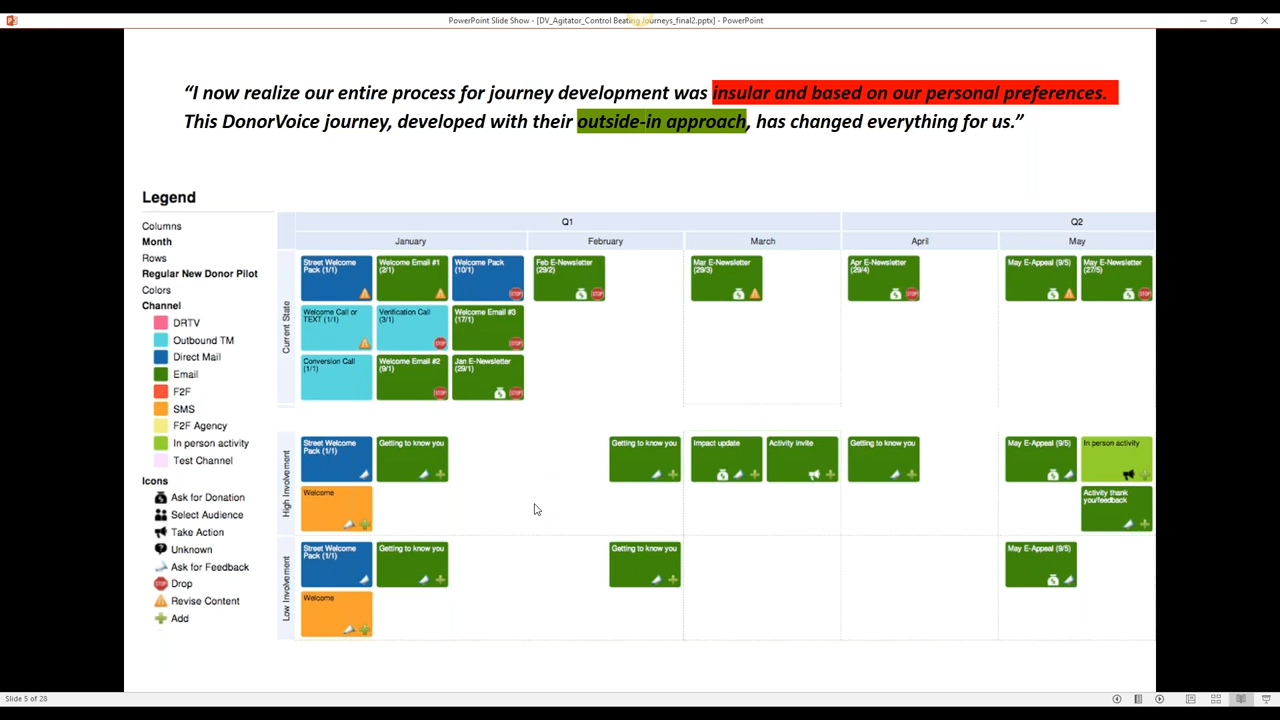 PowerPoint Slide Show - [DV_Agitator_Control Beating Journeys_final2.pptx] - PowerPoint
“I now realize our entire process for journey development was insular and based on our personal preferences.
This DonorVoice journey, developed with their outside-in approach, has changed everything for us.”
Legend
Columns
Month
Rows
Regular New Donor Pilot
Colors
Channel
DRTV
Outbound TM
Direct Mail
Email
F2F
SMS
F2F Agency
In person activity
Test Channel
Icons
Ask for Donation
Select Audience
Take Action
Unknown
Ask for Feedback
Drop
Revise Content
Add
Q1
Q2
January
February
March
April
May
Current State
Street Welcome
Pack (1/1)
Welcome Email #1
(2/1)
Welcome Pack
(10/1)
Feb E-Newsletter
(29/2)
Mar E-Newsletter
(29/3)
Apr E-Newsletter
(29/4)
May E-Appeal (9/5)
May E-Newsletter
(27/5)
Welcome Call or
TEXT (1/1)
Verification Call
(3/1)
Welcome Email #3
(17/1)
Conversion Call
(1/1)
Welcome Email #2
(9/1)
Jan E-Newsletter
(29/1)
STOP
STOP
STOP
STOP
STOP
STOP
STOP
STOP
High Involvement
Street Welcome
Pack (1/1)
Getting to know you
Getting to know you
Impact update
Activity invite
Getting to know you
May E-Appeal (9/5)
In person activity
Welcome
Activity thank
you/feedback
Low Involvement
Street Welcome
Pack (1/1)
Getting to know you
Getting to know you
May E-Appeal (9/5)
Welcome
Slide 5 of 28